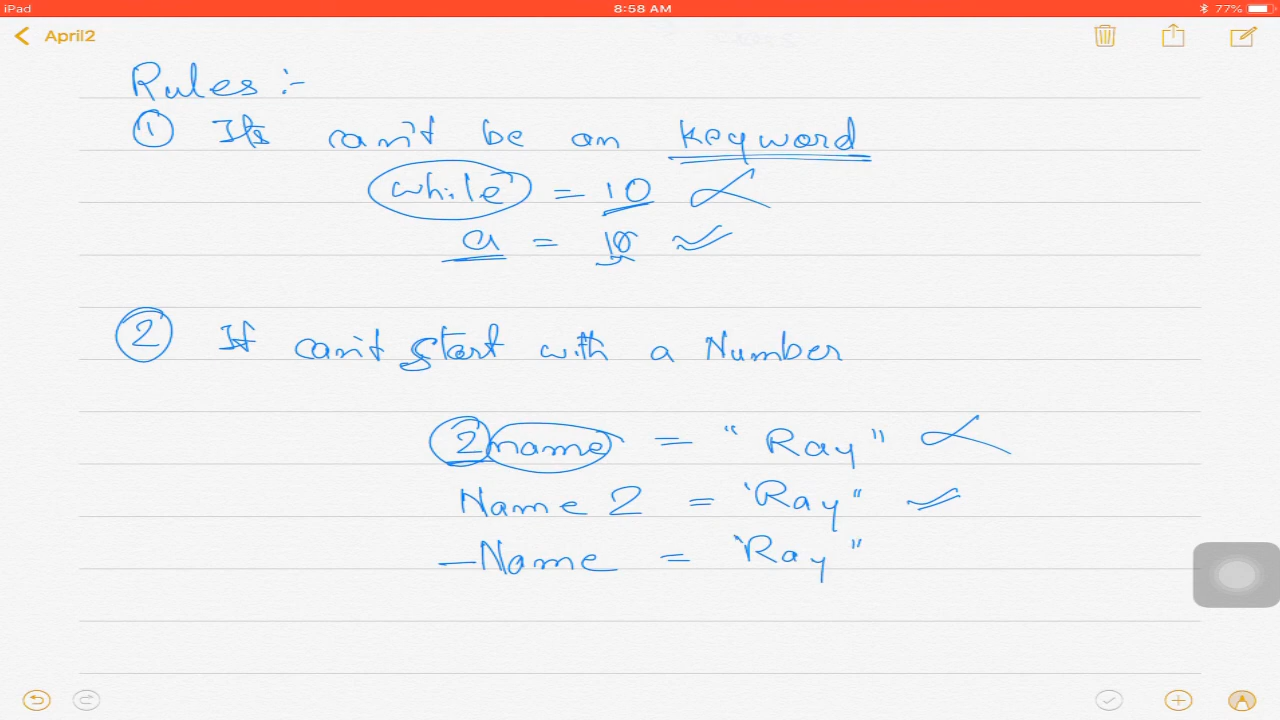 iPad 8:58 AM 77%
April2
Rules :-
① It can't be an keyword
while = 10
a = 10
② It can't start with a Number
2name = "Ray"
Name 2 = "Ray"
_Name = "Ray"